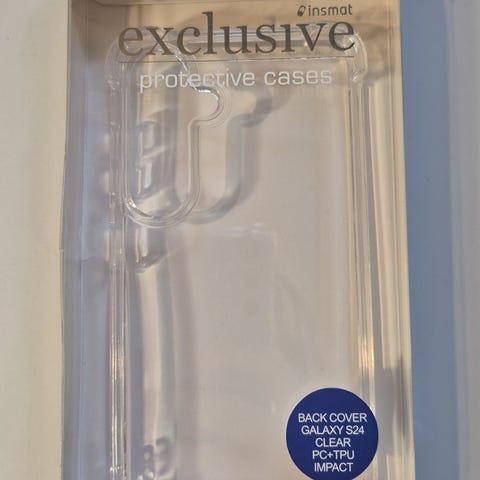 insmat
exclusive
protective cases
BACK COVER
GALAXY S24
CLEAR
PC+TPU
IMPACT